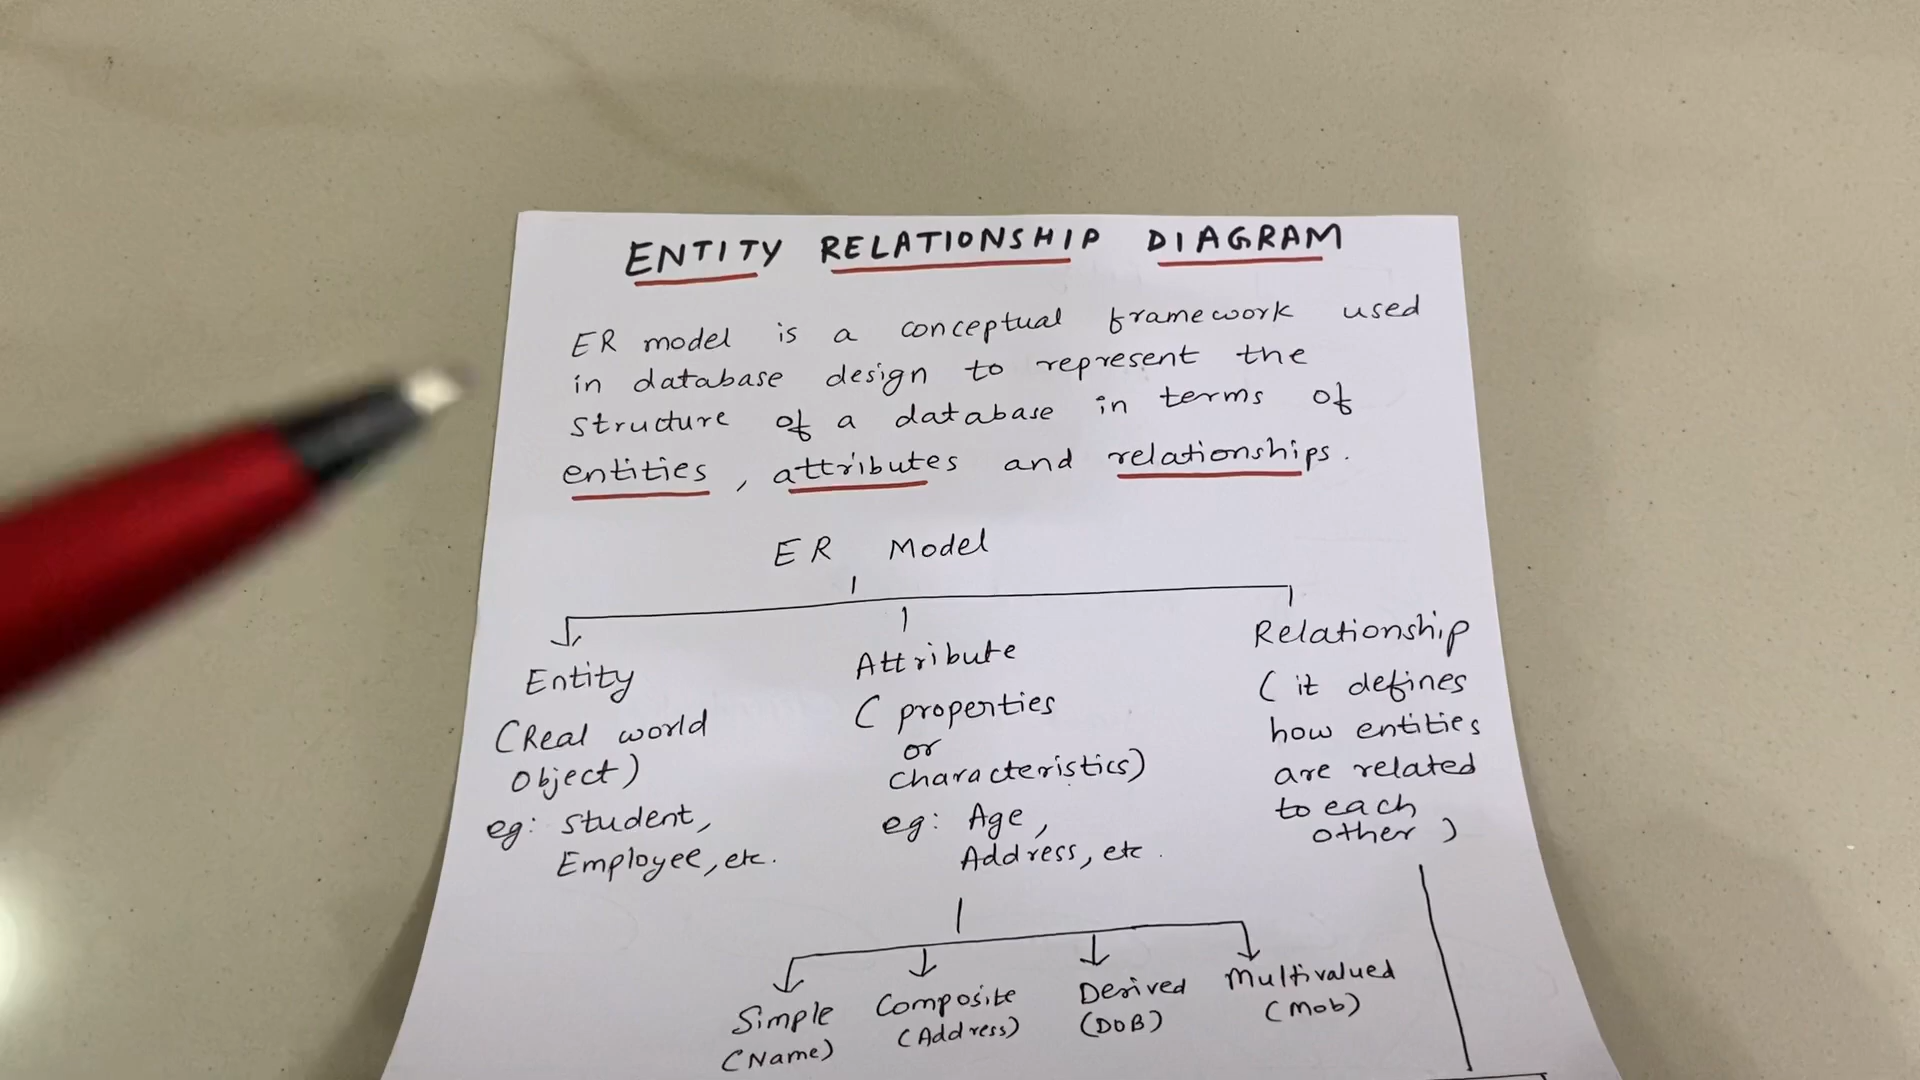 ENTITY RELATIONSHIP DIAGRAM
ER model is a conceptual framework used
in database design to represent the
structure of a database in terms of
entities, attributes and relationships.
ER Model
Entity
(Real world
object)
eg: student,
Employee, etc.
Attribute
(properties
or
characteristics)
eg: Age,
Address, etc.
Relationship
(it defines
how entities
are related
to each
other)
Simple
(Name)
Composite
(Address)
Derived
(DOB)
Multivalued
(Mob)